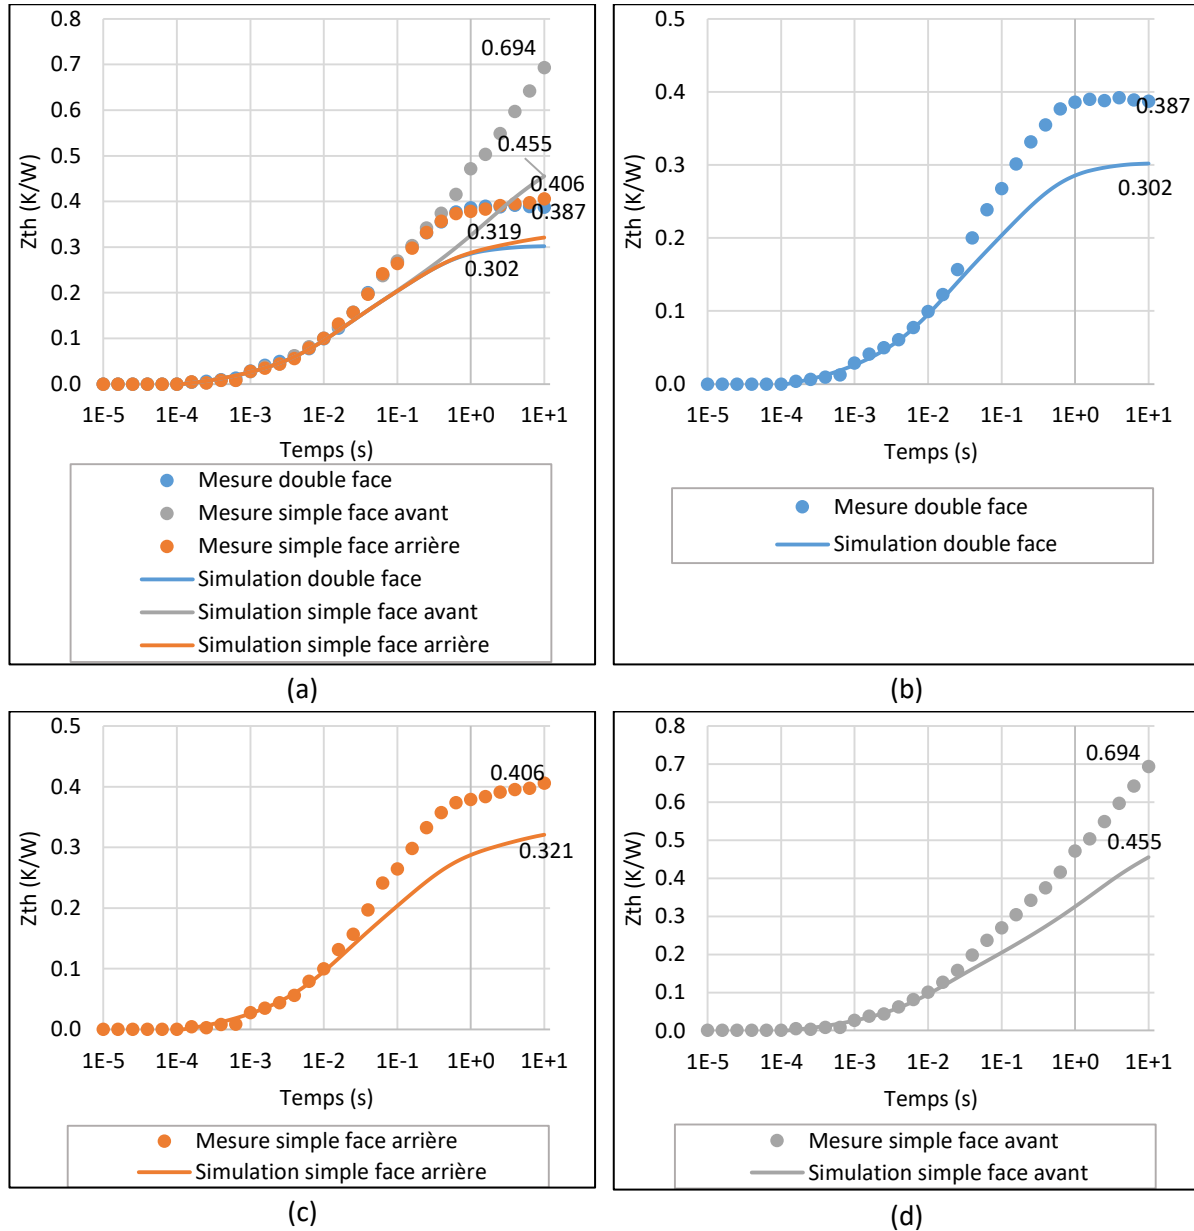 0.8
0.7
0.6
0.5
0.4
0.3
0.2
0.1
0.0
Zth (K/W)
0.694
0.455
0.406
0.387
0.319
0.302
1E-5 1E-4 1E-3 1E-2 1E-1 1E+0 1E+1
Temps (s)
Mesure double face
Mesure simple face avant
Mesure simple face arrière
Simulation double face
Simulation simple face avant
Simulation simple face arrière
(a)
0.5
0.4
0.3
0.2
0.1
0.0
Zth (K/W)
0.387
0.302
1E-5 1E-4 1E-3 1E-2 1E-1 1E+0 1E+1
Temps (s)
Mesure double face
Simulation double face
(b)
0.5
0.4
0.3
0.2
0.1
0.0
Zth (K/W)
0.406
0.321
1E-5 1E-4 1E-3 1E-2 1E-1 1E+0 1E+1
Temps (s)
Mesure simple face arrière
Simulation simple face arrière
(c)
0.8
0.7
0.6
0.5
0.4
0.3
0.2
0.1
0.0
Zth (K/W)
0.694
0.455
1E-5 1E-4 1E-3 1E-2 1E-1 1E+0 1E+1
Temps (s)
Mesure simple face avant
Simulation simple face avant
(d)